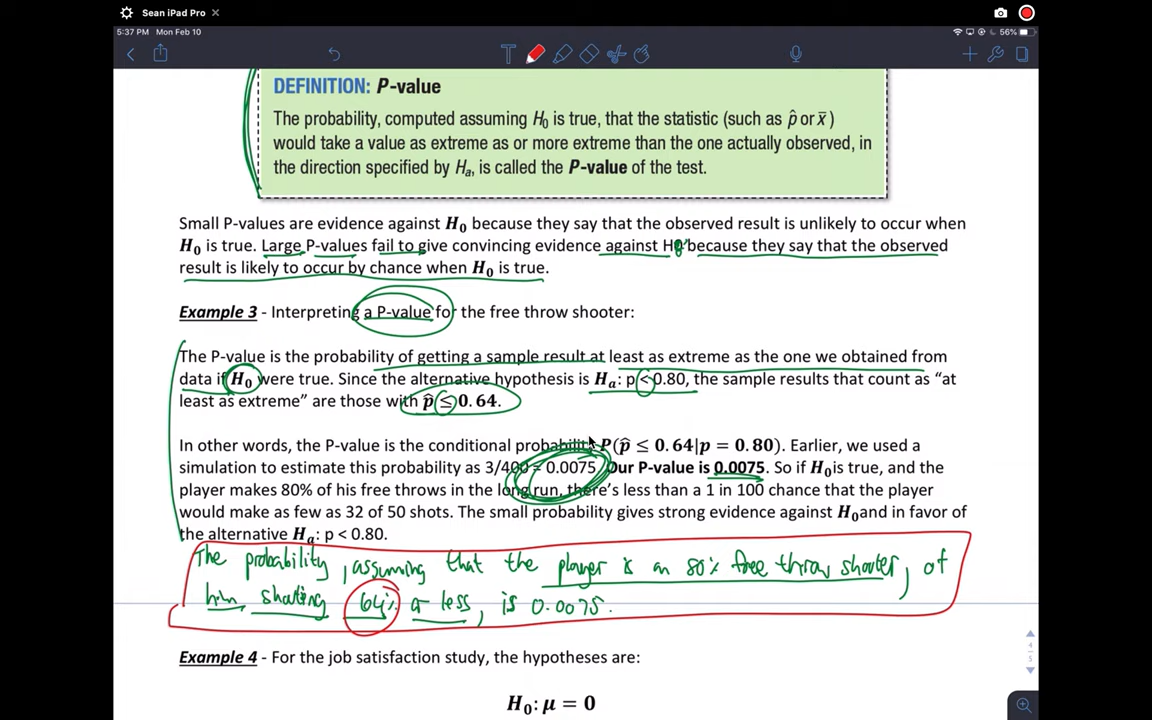 Sean iPad Pro ×
5:37 PM Mon Feb 10
56%
DEFINITION: P-value
The probability, computed assuming H₀ is true, that the statistic (such as p̂ or x̄)
would take a value as extreme as or more extreme than the one actually observed, in
the direction specified by Hₐ, is called the P-value of the test.
Small P-values are evidence against H₀ because they say that the observed result is unlikely to occur when
H₀ is true. Large P-values fail to give convincing evidence against H0 because they say that the observed
result is likely to occur by chance when H₀ is true.
Example 3 - Interpreting a P-value for the free throw shooter:
The P-value is the probability of getting a sample result at least as extreme as the one we obtained from
data if H₀ were true. Since the alternative hypothesis is Hₐ: p < 0.80, the sample results that count as “at
least as extreme” are those with p̂ ≤ 0.64.
In other words, the P-value is the conditional probability P(p̂ ≤ 0.64|p = 0.80). Earlier, we used a
simulation to estimate this probability as 3/400 = 0.0075. Our P-value is 0.0075. So if H₀is true, and the
player makes 80% of his free throws in the long run, there's less than a 1 in 100 chance that the player
would make as few as 32 of 50 shots. The small probability gives strong evidence against H₀and in favor of
the alternative Hₐ: p < 0.80.
The probability, assuming that the player is an 80% free throw shooter, of
him shooting 64% or less, is 0.0075.
Example 4 - For the job satisfaction study, the hypotheses are:
H₀: μ = 0